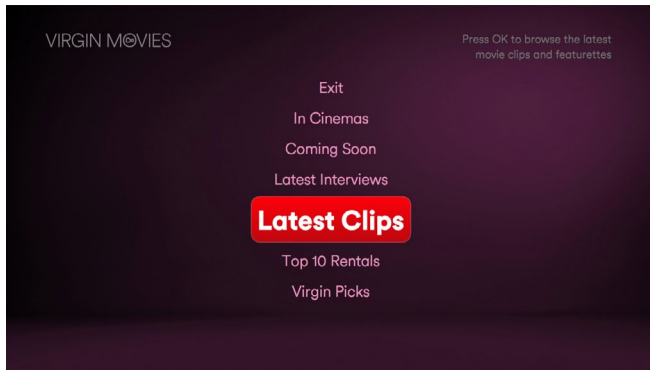 VIRGIN MOVIES
Press OK to browse the latest
movie clips and featurettes
Exit
In Cinemas
Coming Soon
Latest Interviews
Latest Clips
Top 10 Rentals
Virgin Picks